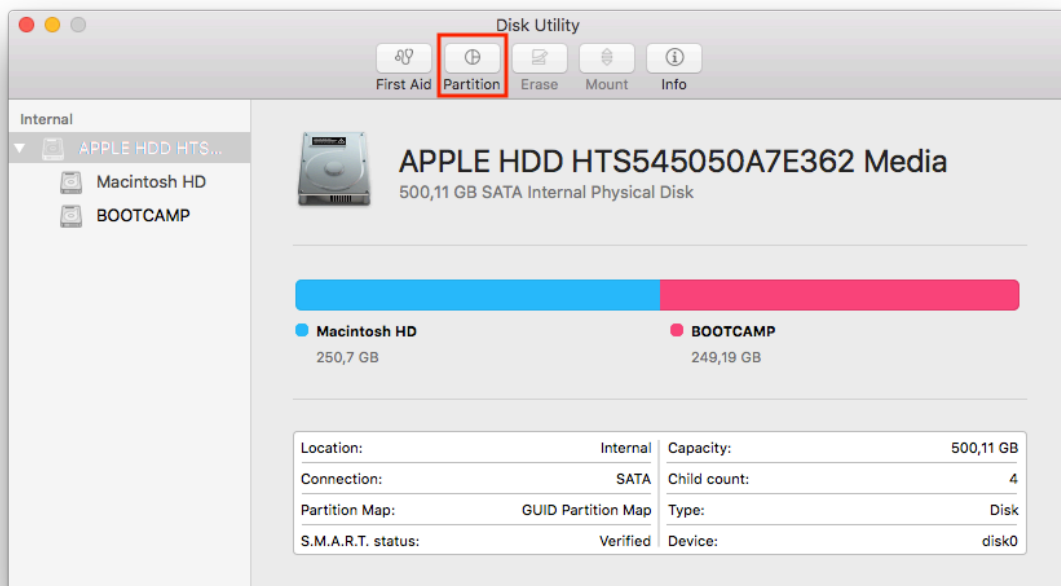 Disk Utility
First Aid Partition Erase Mount Info
Internal
APPLE HDD HTS...
Macintosh HD
BOOTCAMP
APPLE HDD HTS545050A7E362 Media
500,11 GB SATA Internal Physical Disk
Macintosh HD BOOTCAMP
250,7 GB 249,19 GB
Location: Internal Capacity: 500,11 GB
Connection: SATA Child count: 4
Partition Map: GUID Partition Map Type: Disk
S.M.A.R.T. status: Verified Device: disk0